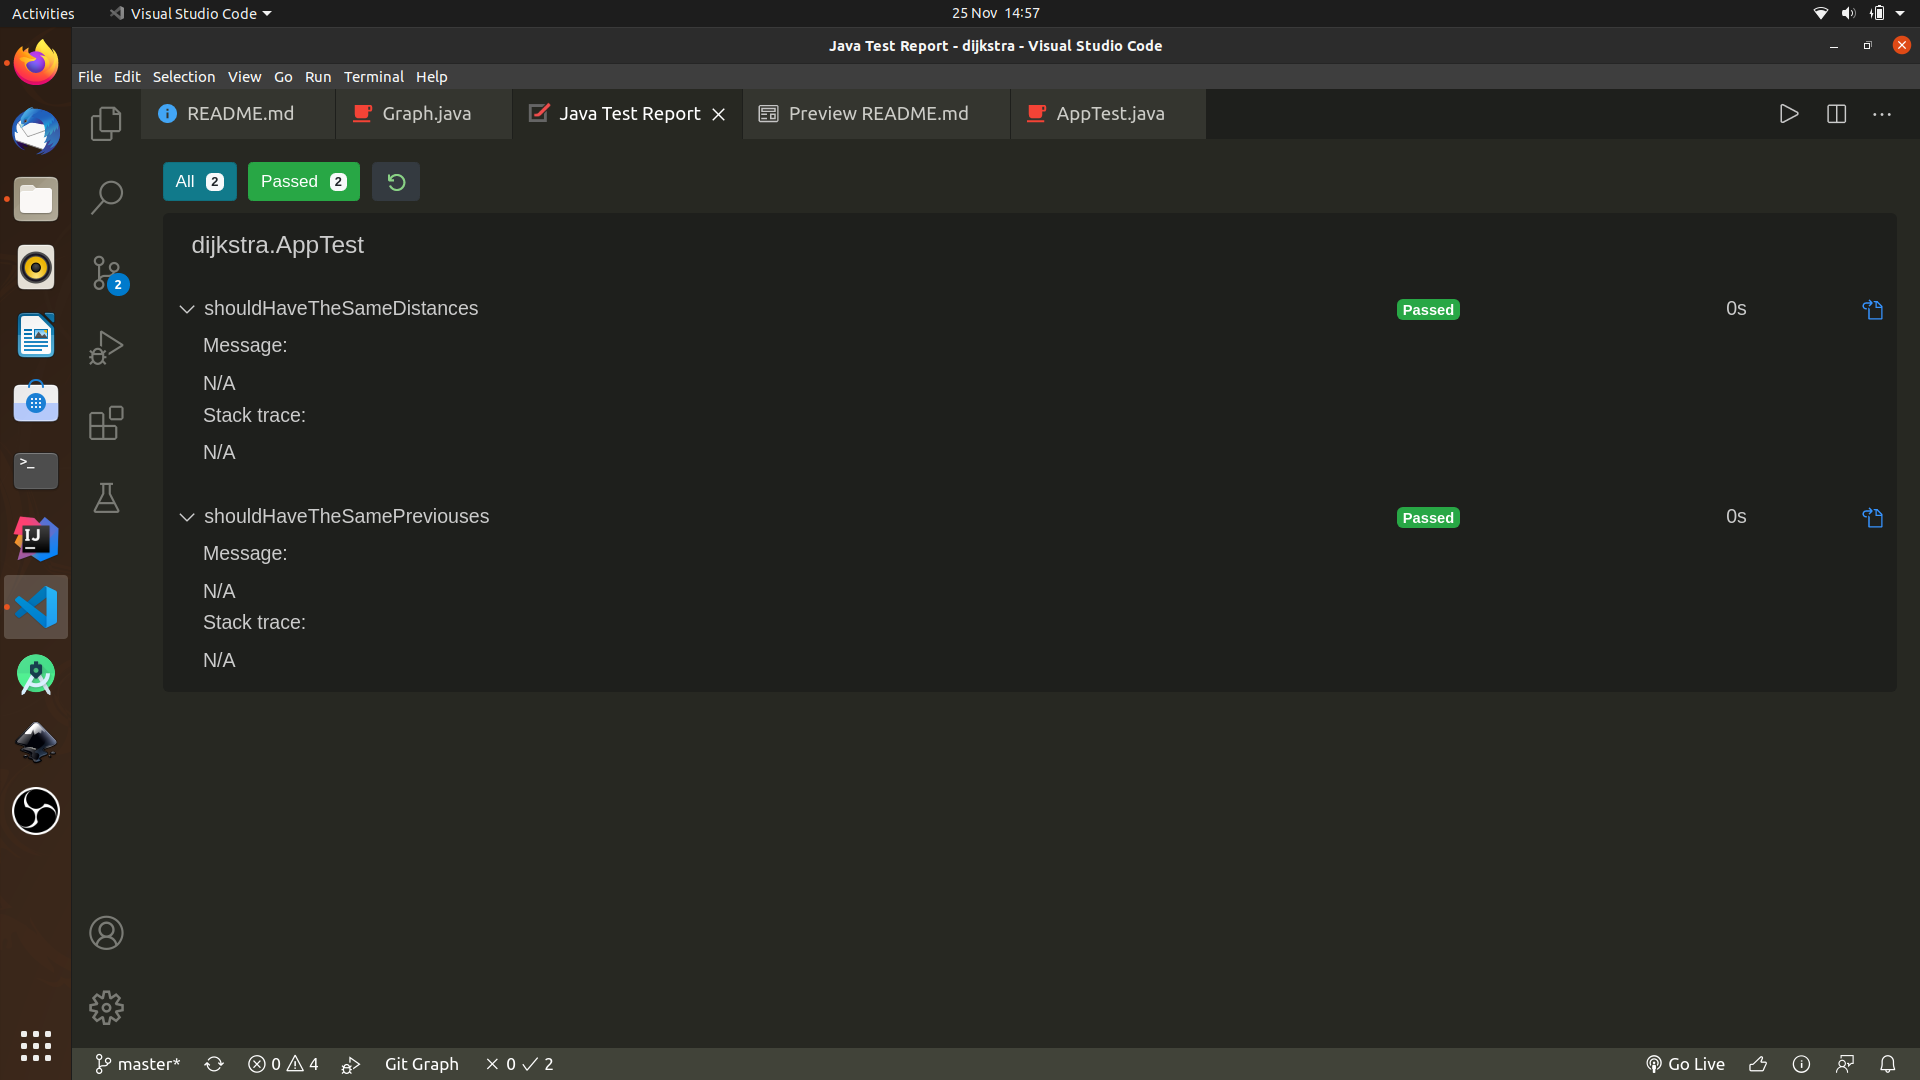 Activities Visual Studio Code 25 Nov 14:57
Java Test Report - dijkstra - Visual Studio Code
File Edit Selection View Go Run Terminal Help
README.md Graph.java Java Test Report Preview README.md AppTest.java
All 2 Passed 2
dijkstra.AppTest
2
shouldHaveTheSameDistances Passed 0s
Message:
N/A
Stack trace:
N/A
>_
shouldHaveTheSamePreviouses Passed 0s
IJ
Message:
N/A
Stack trace:
N/A
master* 0 4 Git Graph 0 2 Go Live